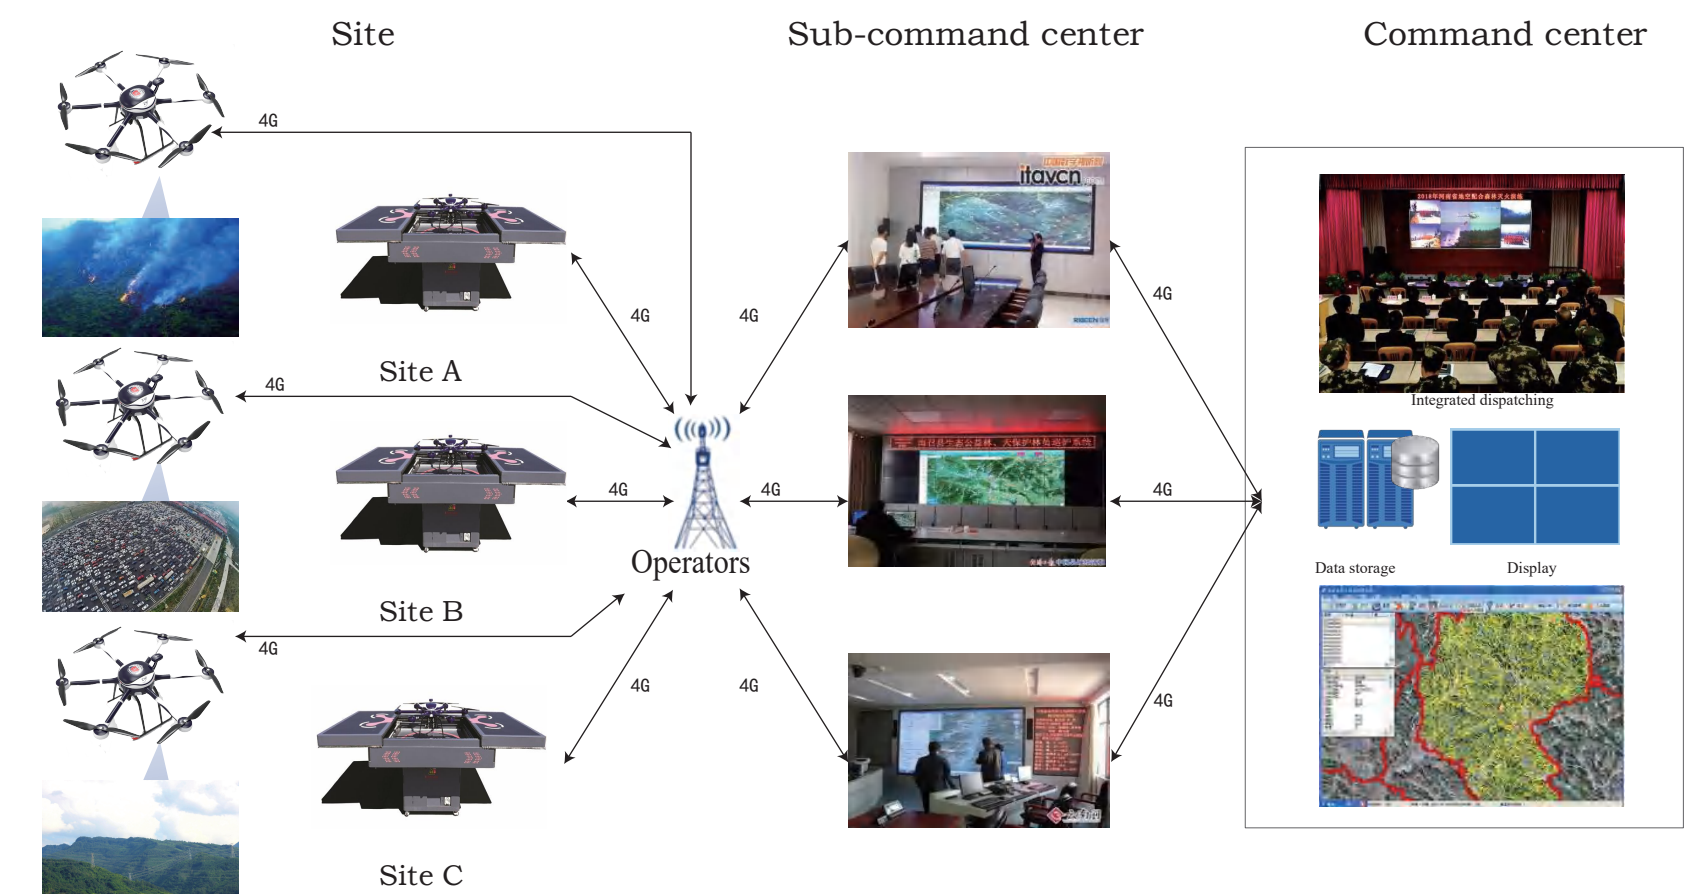 Site
Sub-command center
Command center
4G
itavcn
4G
4G
4G
Site A
4G
Integrated dispatching
4G
4G
4G
Operators
Data storage
Display
Site B
4G
4G
4G
4G
Site C